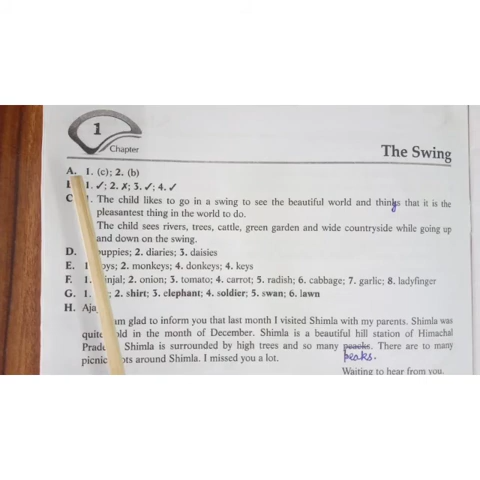 1
Chapter
The Swing
A. 1. (c); 2. (b)
1. ✓; 2. ✗; 3. ✓; 4. ✓
C. 1. The child likes to go in a swing to see the beautiful world and thinks that it is the
pleasantest thing in the world to do.
The child sees rivers, trees, cattle, green garden and wide countryside while going up
and down on the swing.
D. puppies; 2. diaries; 3. daisies
E. 1. toys; 2. monkeys; 4. donkeys; 4. keys
F. 1. 2. onion; 3. tomato; 4. carrot; 5. radish; 6. cabbage; 7. garlic; 8. ladyfinger
G. 1. 2. shirt; 3. elephant; 4. soldier; 5. swan; 6. lawn
H.
am glad to inform you that last month I visited Shimla with my parents. Shimla was
quite cold in the month of December. Shimla is a beautiful hill station of Himachal
Shimla is surrounded by high trees and so many peacks. There are to many
peaks.
picnic spots around Shimla. I missed you a lot.
Waiting to hear from you.